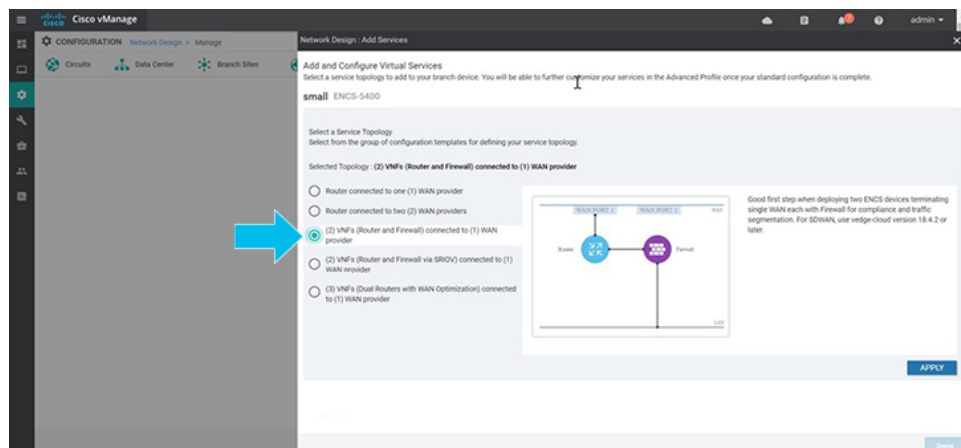 cisco Cisco vManage
admin
CONFIGURATION Network Design > Manage
Circuits Data Center Branch Sites
Network Design : Add Services
Add and Configure Virtual Services
Select a service topology to add to your branch device. You will be able to further customize your services in the Advanced Profile once your standard configuration is complete.
small ENCS-5400
Select a Service Topology
Select from the group of configuration templates for defining your service topology.
Selected Topology : (2) VNFs (Router and Firewall) connected to (1) WAN provider
Router connected to one (1) WAN provider
Router connected to two (2) WAN providers
(2) VNFs (Router and Firewall) connected to (1) WAN
provider
(2) VNFs (Router and Firewall via SRIOV) connected to (1)
WAN provider
(3) VNFs (Dual Routers with WAN Optimization) connected
to (1) WAN provider
WAN PORT 1 WAN PORT 2 WAN
Router Firewall
LAN
Good first step when deploying two ENCS devices terminating
single WAN each with Firewall for compliance and traffic
segmentation. For SDWAN, use vedge-cloud version 18.4.2 or
later.
APPLY
Done